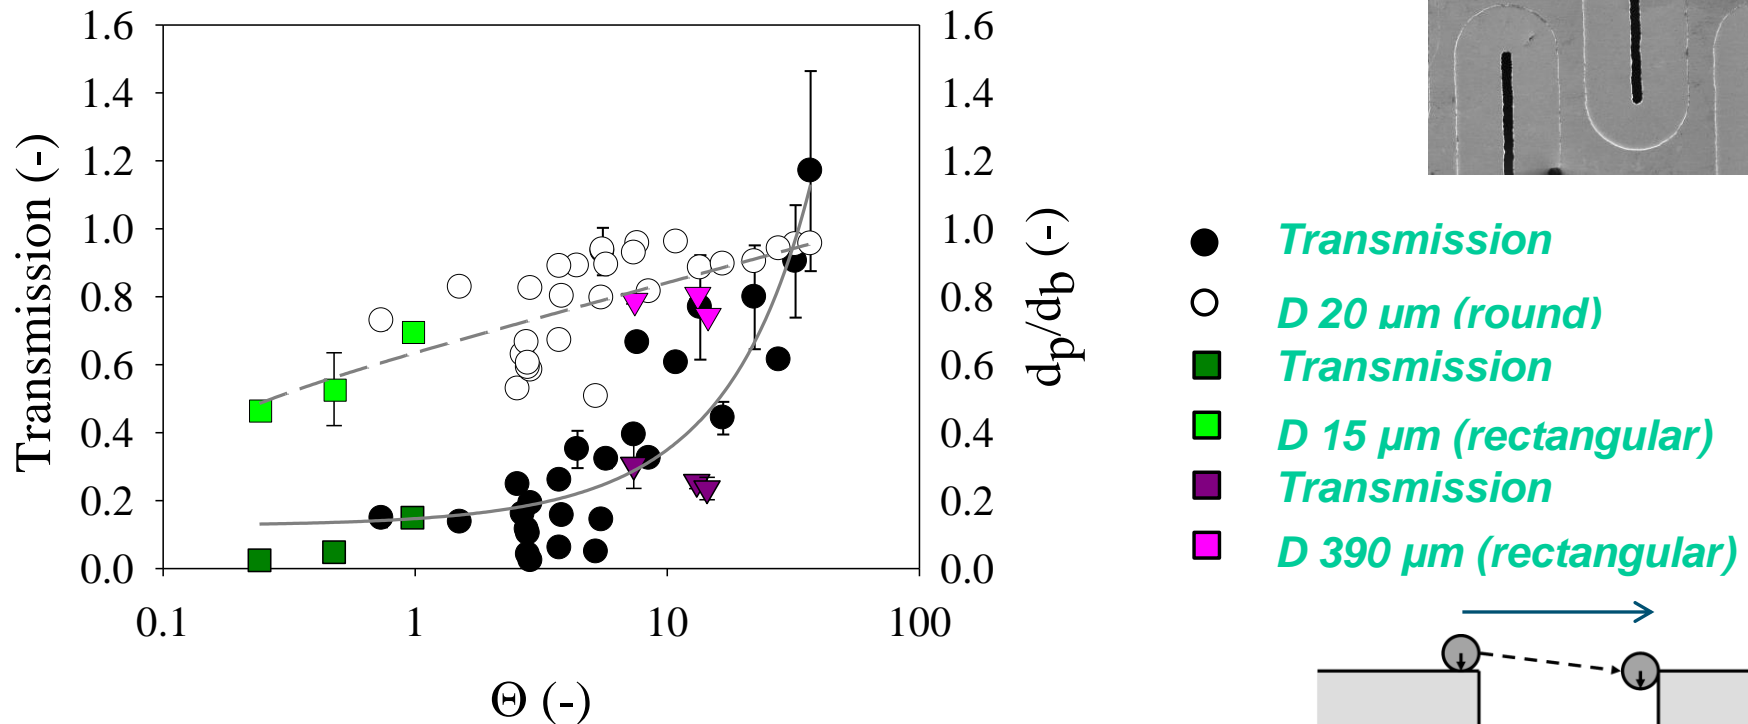 1.6
1.4
1.2
1.0
0.8
0.6
0.4
0.2
0.0
Transmission (-)
0.1 1 10 100
Θ (-)
1.6
1.4
1.2
1.0
0.8
0.6
0.4
0.2
0.0
dp/db (-)
Transmission
D 20 µm (round)
Transmission
D 15 µm (rectangular)
Transmission
D 390 µm (rectangular)